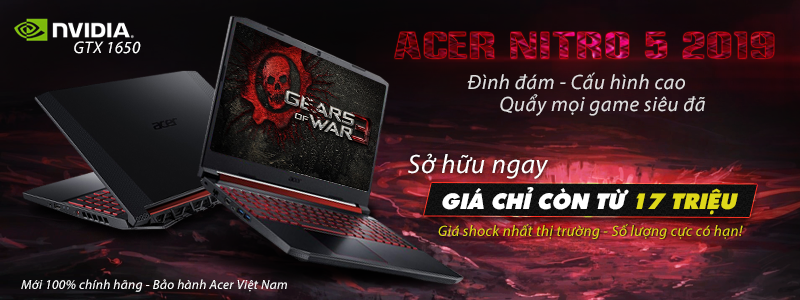 NVIDIA.
GTX 1650
ACER NITRO 5 2019
Đình đám - Cấu hình cao
Quẩy mọi game siêu đã
acer
GEARS
OF WAR 3
acer
Sở hữu ngay
GIÁ CHỈ CÒN TỪ 17 TRIỆU
Giá shock nhất thị trường - Số lượng cực có hạn!
Mới 100% chính hãng - Bảo hành Acer Việt Nam